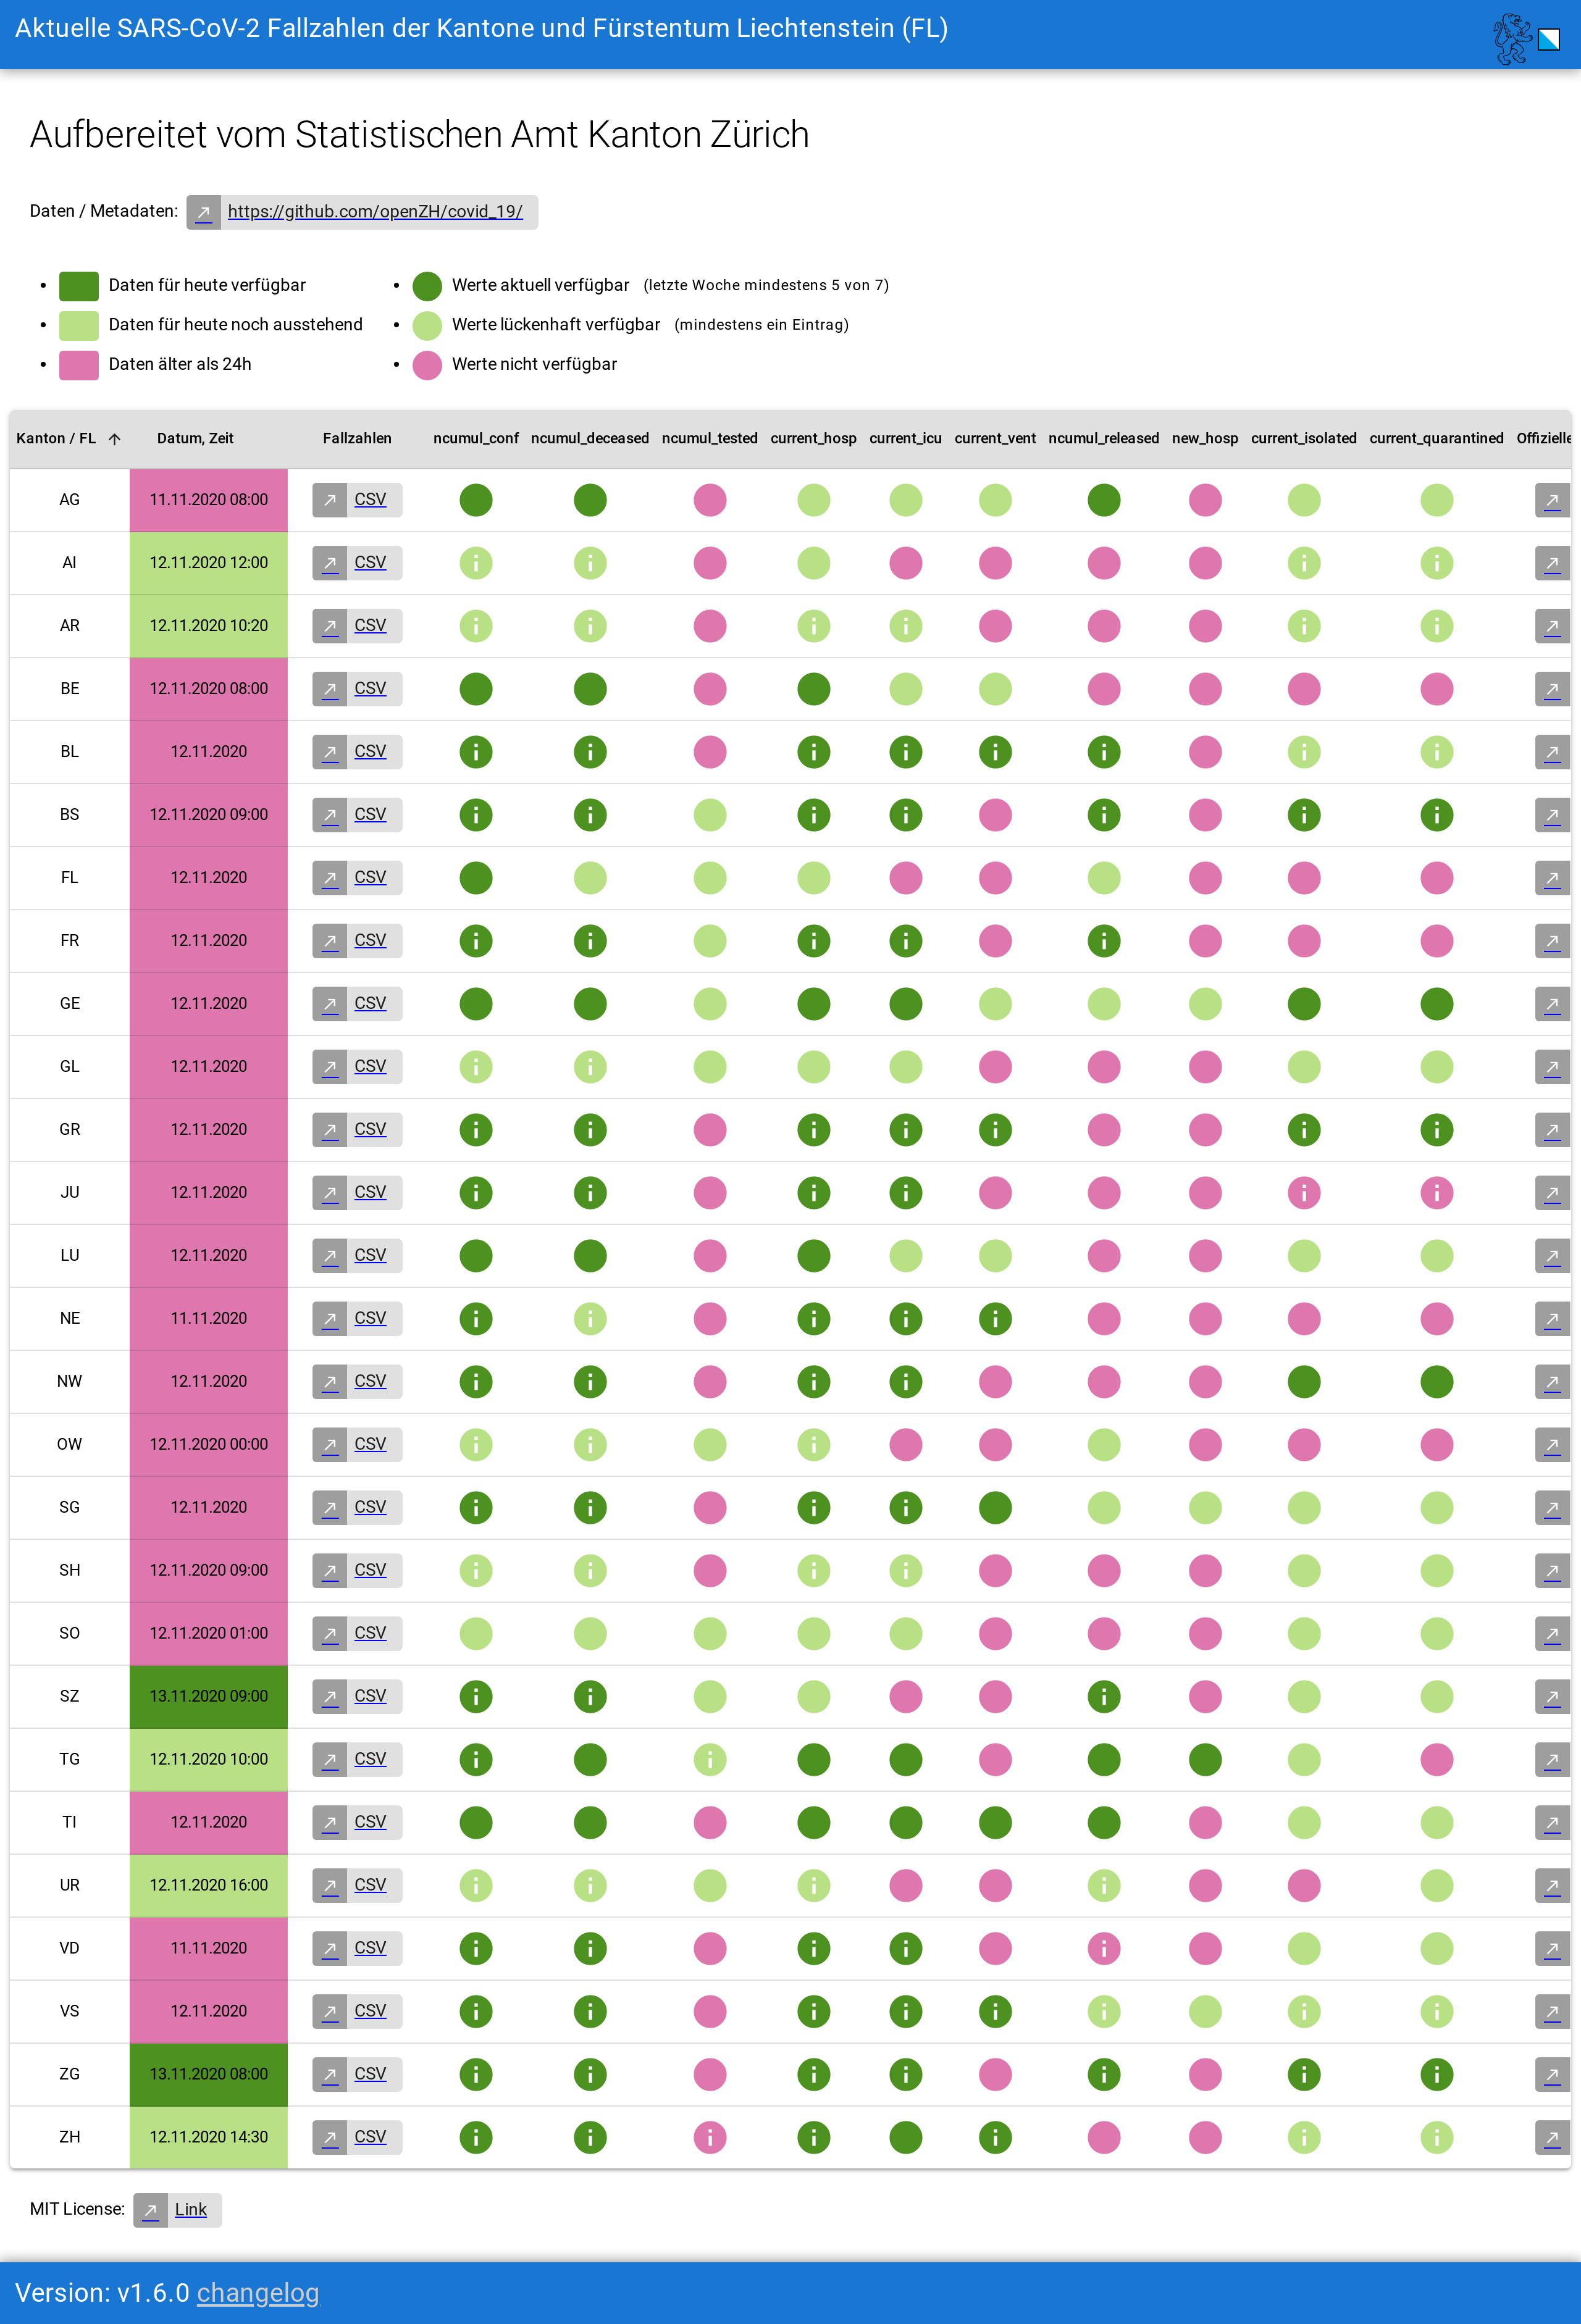 Aktuelle SARS-CoV-2 Fallzahlen der Kantone und Fürstentum Liechtenstein (FL)
Aufbereitet vom Statistischen Amt Kanton Zürich
Daten / Metadaten: https://github.com/openZH/covid_19/
Daten für heute verfügbar
Daten für heute noch ausstehend
Daten älter als 24h
Werte aktuell verfügbar (letzte Woche mindestens 5 von 7)
Werte lückenhaft verfügbar (mindestens ein Eintrag)
Werte nicht verfügbar
Kanton / FL Datum, Zeit Fallzahlen ncumul_conf ncumul_deceased ncumul_tested current_hosp current_icu current_vent ncumul_released new_hosp current_isolated current_quarantined Offizielle
AG 11.11.2020 08:00 CSV
AI 12.11.2020 12:00 CSV
AR 12.11.2020 10:20 CSV
BE 12.11.2020 08:00 CSV
BL 12.11.2020 CSV
BS 12.11.2020 09:00 CSV
FL 12.11.2020 CSV
FR 12.11.2020 CSV
GE 12.11.2020 CSV
GL 12.11.2020 CSV
GR 12.11.2020 CSV
JU 12.11.2020 CSV
LU 12.11.2020 CSV
NE 11.11.2020 CSV
NW 12.11.2020 CSV
OW 12.11.2020 00:00 CSV
SG 12.11.2020 CSV
SH 12.11.2020 09:00 CSV
SO 12.11.2020 01:00 CSV
SZ 13.11.2020 09:00 CSV
TG 12.11.2020 10:00 CSV
TI 12.11.2020 CSV
UR 12.11.2020 16:00 CSV
VD 11.11.2020 CSV
VS 12.11.2020 CSV
ZG 13.11.2020 08:00 CSV
ZH 12.11.2020 14:30 CSV
MIT License: Link
Version: v1.6.0 changelog